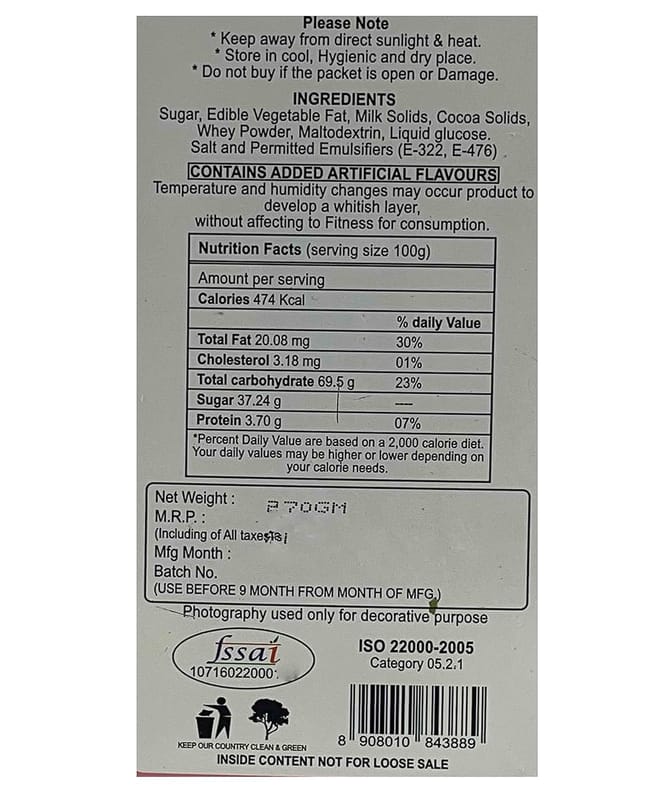 Please Note
* Keep away from direct sunlight & heat.
* Store in cool, Hygienic and dry place.
* Do not buy if the packet is open or Damage.
INGREDIENTS
Sugar, Edible Vegetable Fat, Milk Solids, Cocoa Solids,
Whey Powder, Maltodextrin, Liquid glucose.
Salt and Permitted Emulsifiers (E-322, E-476) .
CONTAINS ADDED ARTIFICIAL FLAVOURS
Temperature and humidity changes may occur product to
develop a whitish layer,
without affecting to Fitness for consumption.
Nutrition Facts (serving size 100g)
Amount per serving
Calories 474 Kcal
% daily Value
Total Fat 20.08 mg 30%
Cholesterol 3.18 mg 01%
Total carbohydrate 69.5 g 23%
Sugar 37.24 g ---
Protein 3.70 g 07%
*Percent Daily Value are based on a 2,000 calorie diet.
Your daily values may be higher or lower depending on
your calorie needs.
Net Weight : 270GM
M.R.P. :
(Including of All taxes)
Mfg Month :
Batch No.
(USE BEFORE 9 MONTH FROM MONTH OF MFG.)
Photography used only for decorative purpose
fssai
10716022000
ISO 22000-2005
Category 05.2.1
KEEP OUR COUNTRY CLEAN & GREEN
8 908010 843889
INSIDE CONTENT NOT FOR LOOSE SALE